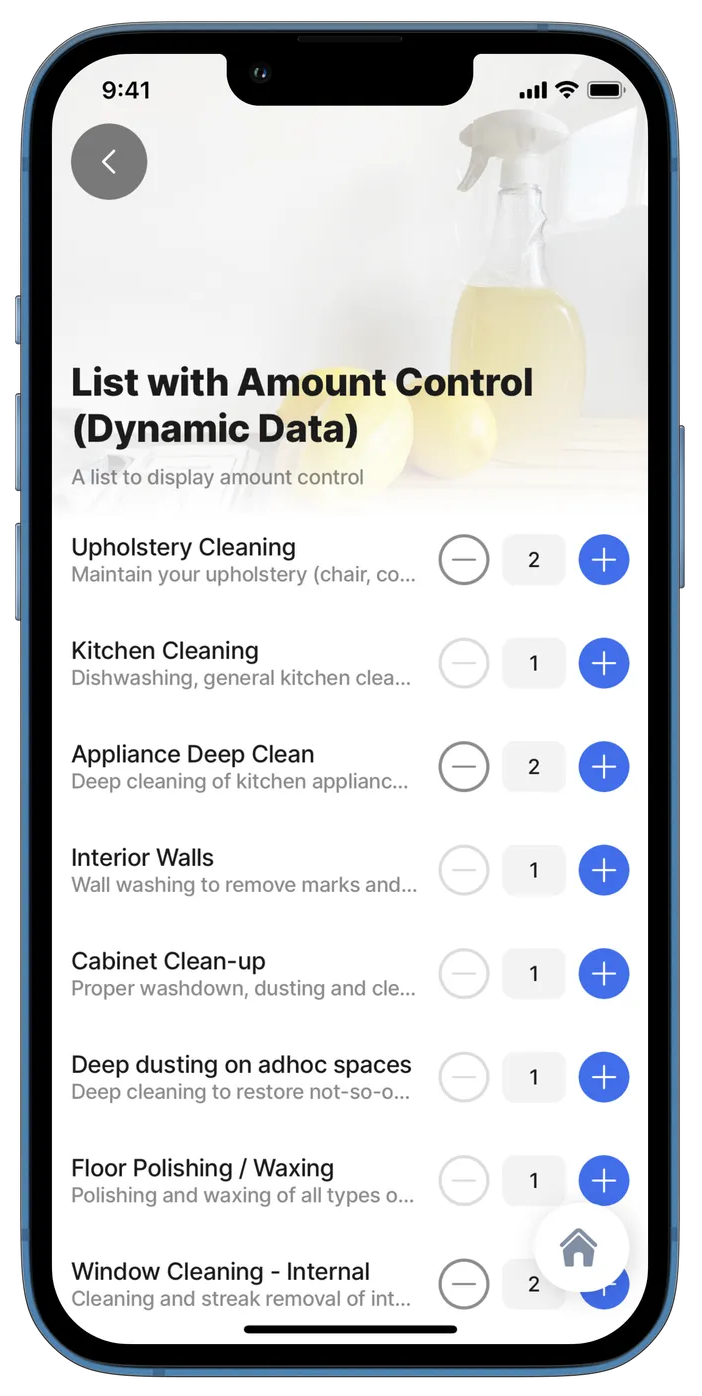 9:41
List with Amount Control
(Dynamic Data)
A list to display amount control
Upholstery Cleaning
Maintain your upholstery (chair, co...
2
Kitchen Cleaning
Dishwashing, general kitchen clea...
1
Appliance Deep Clean
Deep cleaning of kitchen applianc...
2
Interior Walls
Wall washing to remove marks and...
1
Cabinet Clean-up
Proper washdown, dusting and cle...
1
Deep dusting on adhoc spaces
Deep cleaning to restore not-so-o...
1
Floor Polishing / Waxing
Polishing and waxing of all types o...
1
Window Cleaning - Internal
Cleaning and streak removal of int...
2